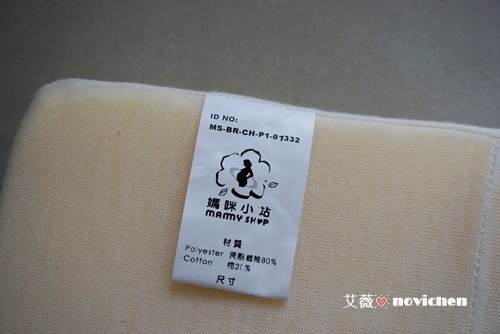 ID NO:
MS-BR-CH-P1-01332
媽咪小站
mammy SHOP
材質
Polyester 聚酯纖維80%
Cotton 棉20%
尺寸
艾薇 novichen